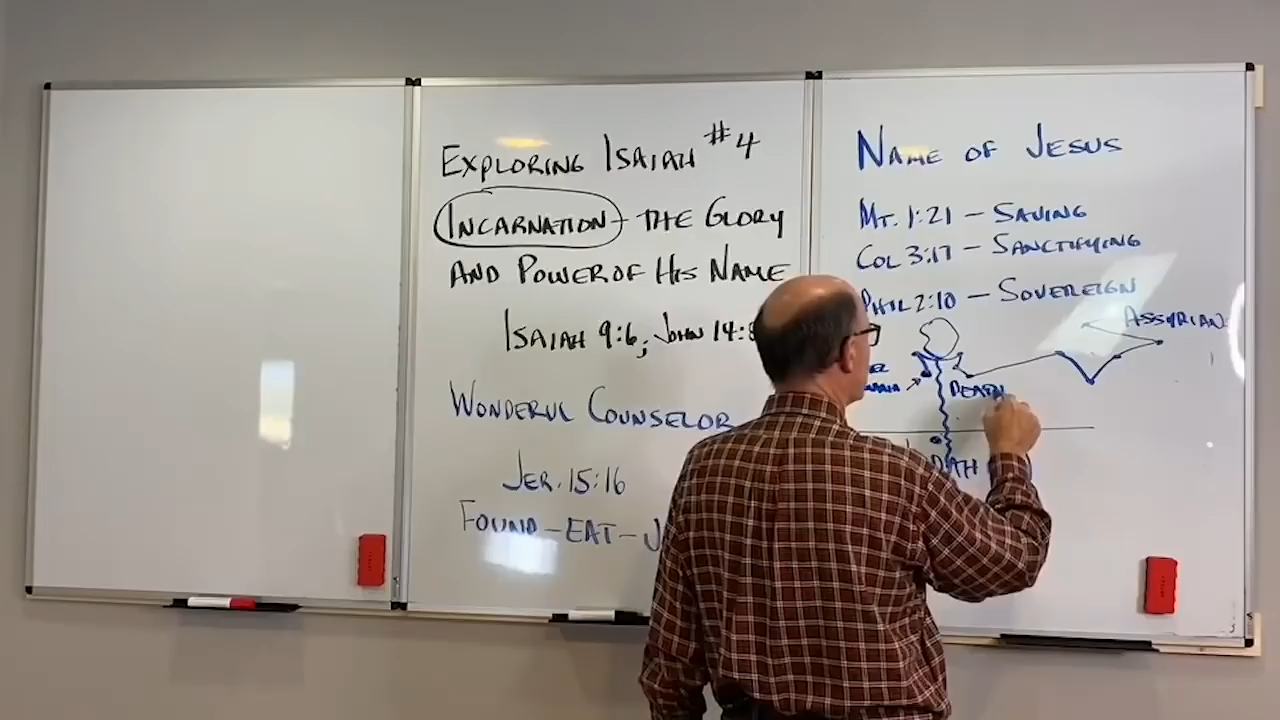 EXPLORING ISAIAH #4
INCARNATION - THE GLORY
AND POWER OF HIS NAME
ISAIAH 9:6; JOHN 14:
WONDERUL COUNSELOR
JER. 15:16
FOUND - EAT - J
NAME OF JESUS
MT. 1:21 - SAVING
COL 3:17 - SANCTIFYING
PHIL 2:10 - SOVEREIGN
ASSYRIAN
DEATH